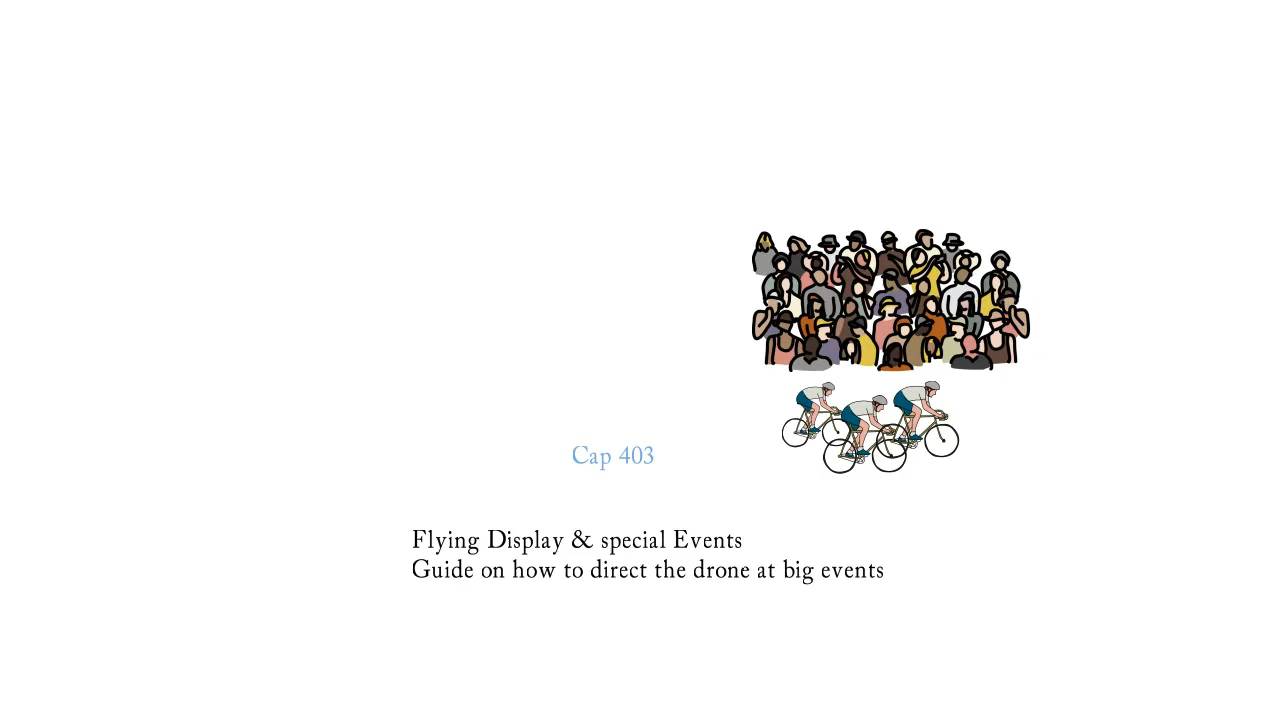 Cap 403
Flying Display & special Events
Guide on how to direct the drone at big events